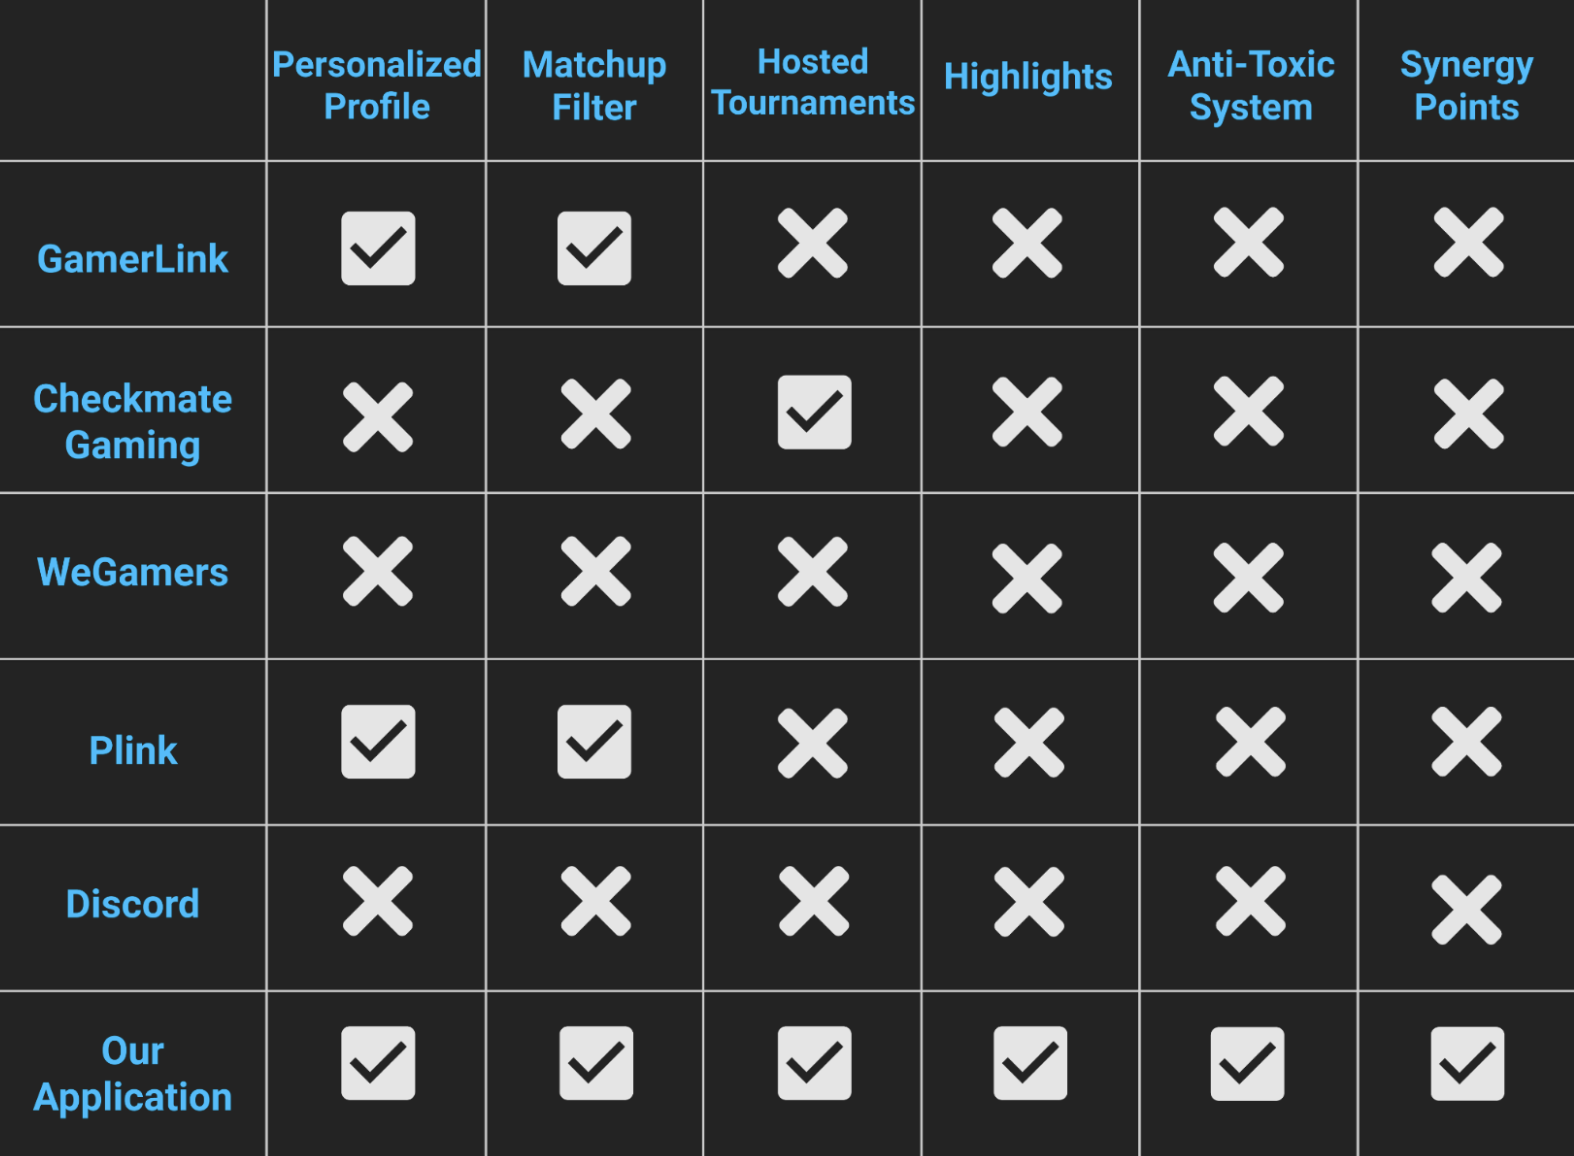 Personalized
Profile
Matchup
Filter
Hosted
Tournaments
Highlights
Anti-Toxic
System
Synergy
Points
GamerLink
Checkmate
Gaming
WeGamers
Plink
Discord
Our
Application